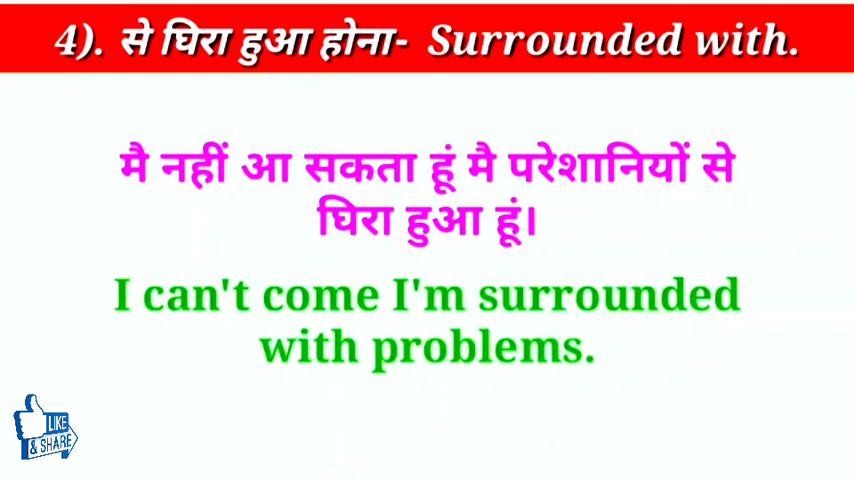 4). से घिरा हुआ होना- Surrounded with.
मै नहीं आ सकता हूं मै परेशानियों से
घिरा हुआ हूं।
I can't come I'm surrounded
with problems.
LIKE
& SHARE